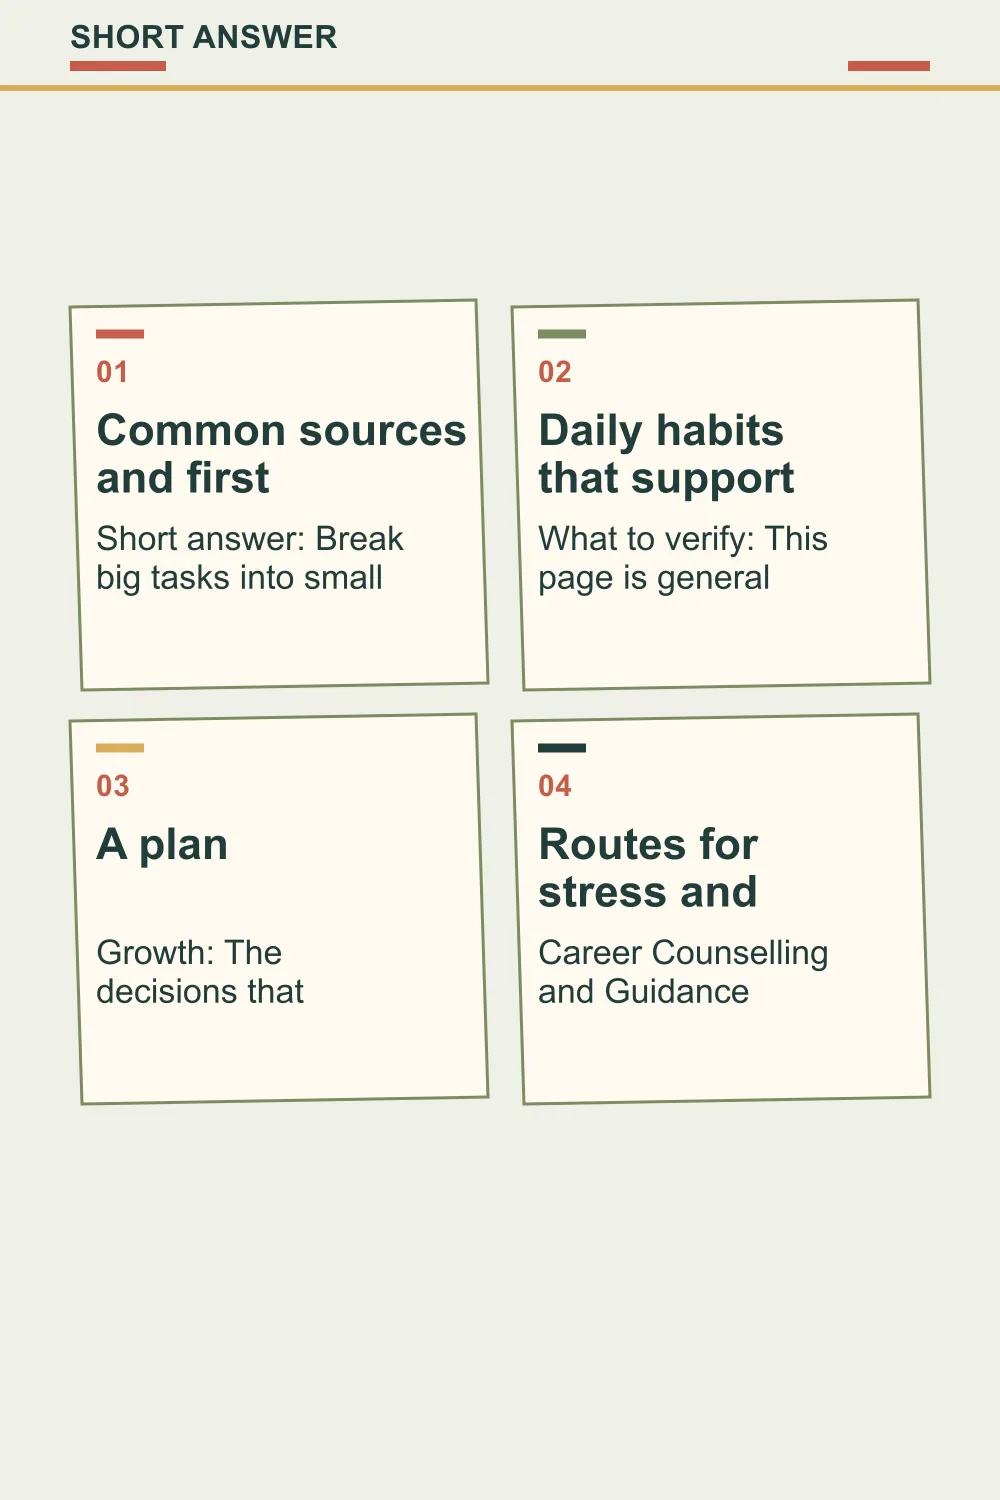 SHORT ANSWER
01
Common sources
and first
Short answer: Break
big tasks into small
02
Daily habits
that support
What to verify: This
page is general
03
A plan
Growth: The
decisions that
04
Routes for
stress and
Career Counselling
and Guidance